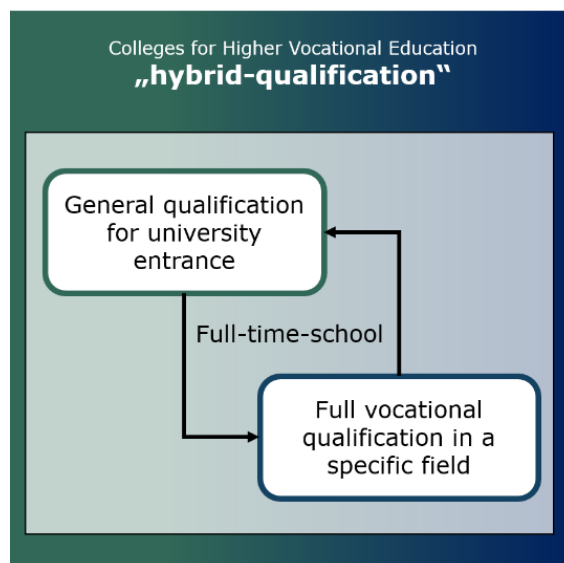 Colleges for Higher Vocational Education
„hybrid-qualification“
General qualification
for university
entrance
Full-time-school
Full vocational
qualification in a
specific field